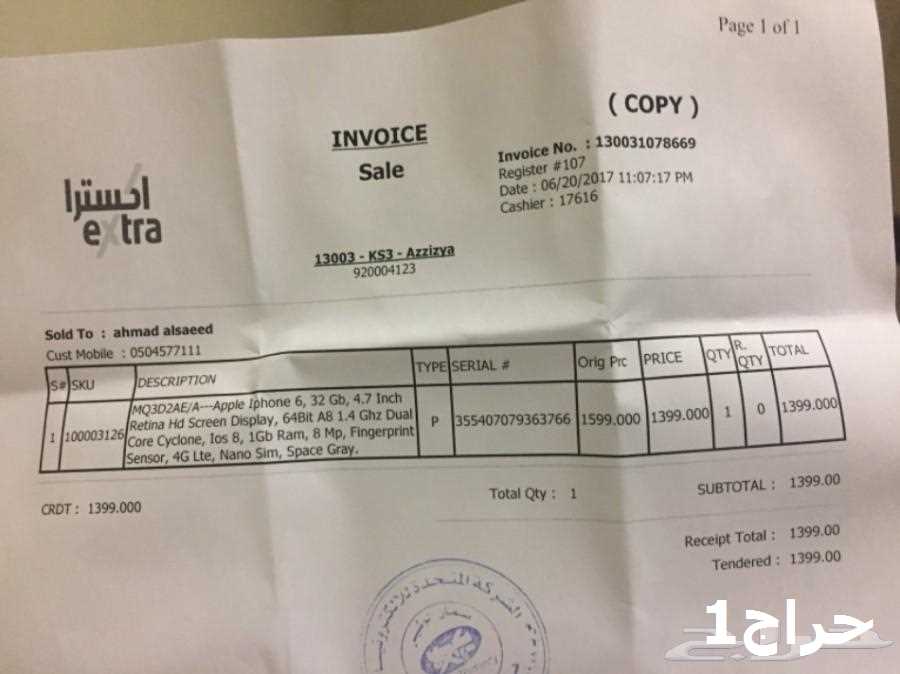 Page 1 of 1
( COPY )
INVOICE
Sale
Invoice No. : 130031078669
Register #107
Date : 06/20/2017 11:07:17 PM
Cashier : 17616
اكسترا
extra
13003 - KS3 - Azzizya
920004123
Sold To : ahmad alsaeed
Cust Mobile : 0504577111
S# SKU DESCRIPTION TYPE SERIAL # Orig Prc PRICE QTY R. QTY TOTAL
1 100003126 MQ3D2AE/A---Apple Iphone 6, 32 Gb, 4.7 Inch P 355407079363766 1599.000 1399.000 1 0 1399.000
Retina Hd Screen Display, 64Bit A8 1.4 Ghz Dual
Core Cyclone, Ios 8, 1Gb Ram, 8 Mp, Fingerprint
Sensor, 4G Lte, Nano Sim, Space Gray.
CRDT : 1399.000
Total Qty : 1
SUBTOTAL : 1399.00
Receipt Total : 1399.00
Tendered : 1399.00
الشركة المتحدة للإلكترونيات
حراج1